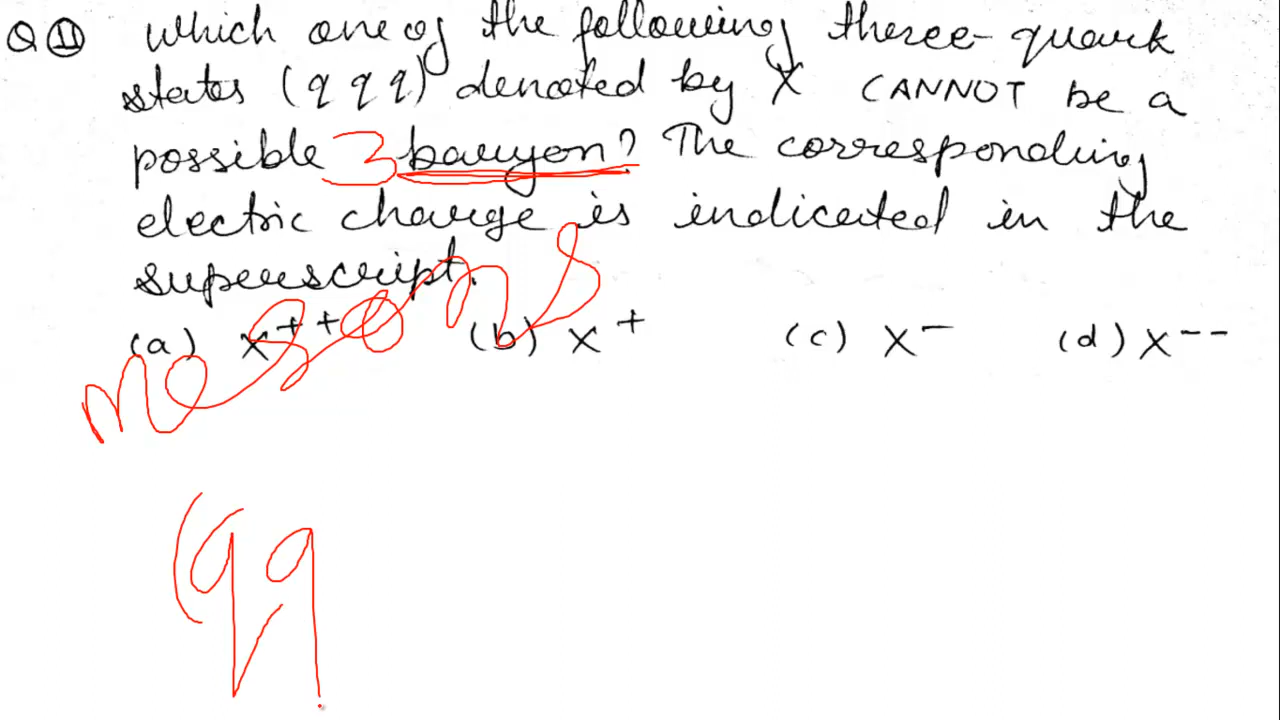 Q ⑪ Which one of the following three-quark
states (q q q) denoted by X CANNOT be a
possible 3 baryon? The corresponding
electric charge is indicated in the
superscript.
(a) X++ (b) X+ (c) X- (d) X--
mesons
(qq